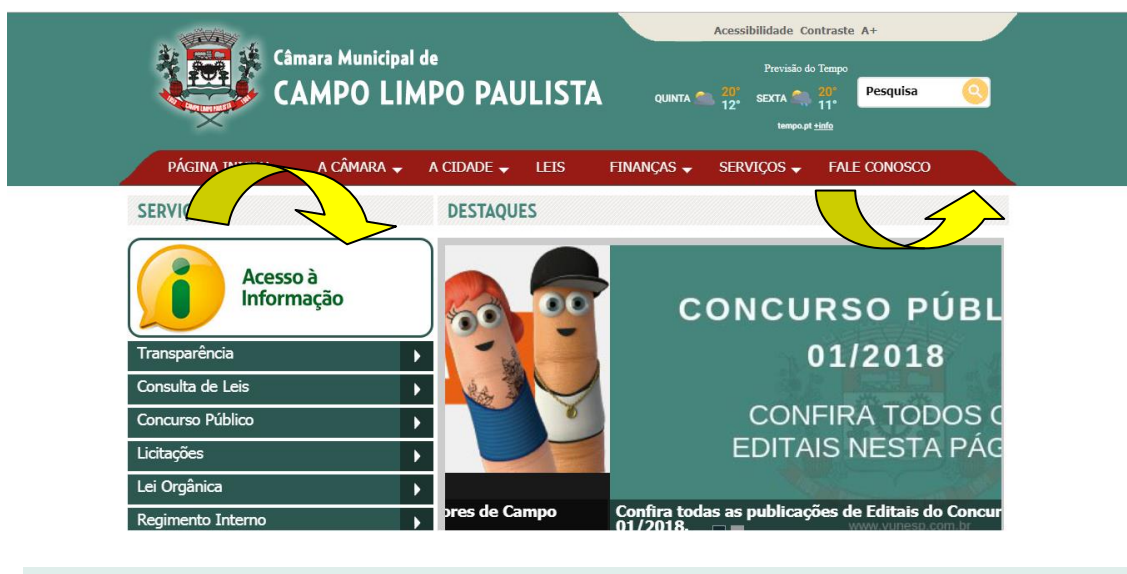 Acessibilidade Contraste A+
Câmara Municipal de
CAMPO LIMPO PAULISTA
Previsão do Tempo
QUINTA 20° 12° SEXTA 20° 11°
tempo.pt +info
Pesquisa
PÁGINA A CÂMARA A CIDADE LEIS FINANÇAS SERVIÇOS FALE CONOSCO
DESTAQUES
Acesso à
Informação
Transparência
Consulta de Leis
Concurso Público
Licitações
Lei Orgânica
Regimento Interno
CONCURSO PÚBL
01/2018
CONFIRA TODOS O
EDITAIS NESTA PÁG
ores de Campo
Confira todas as publicações de Editais do Concur
01/2018.
www.vunesp.com.br